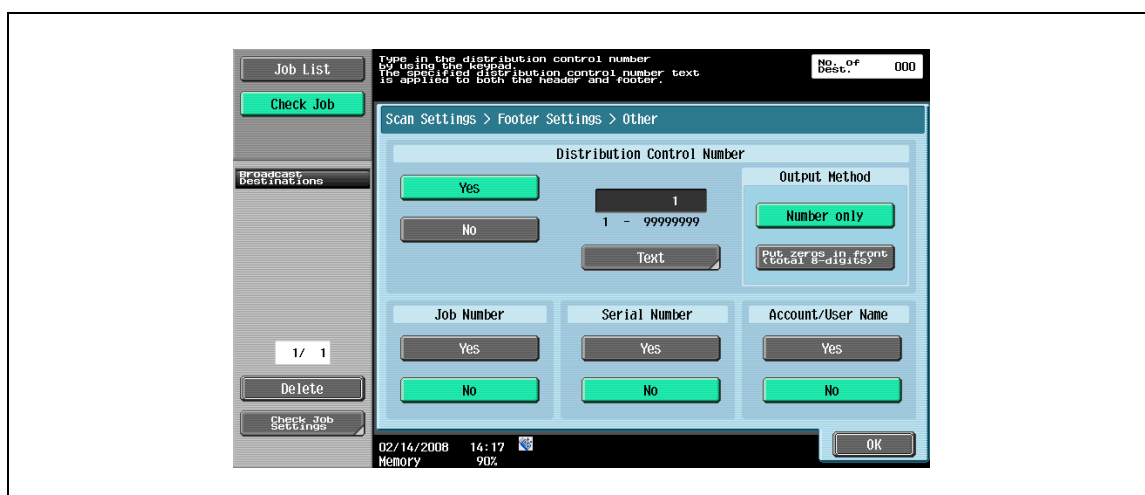 Job List
Check Job
Type in the distribution control number
by using the keypad.
The specified distribution control number text
is applied to both the header and footer.
No. of
Dest. 000
Scan Settings > Footer Settings > Other
Distribution Control Number
Broadcast
Destinations
Yes
No
1
1 - 99999999
Text
Output Method
Number only
Put zeros in front
(total 8-digits)
Job Number
Yes
No
Serial Number
Yes
No
Account/User Name
Yes
No
1/ 1
Delete
Check Job
Settings
02/14/2008 14:17
Memory 90%
OK